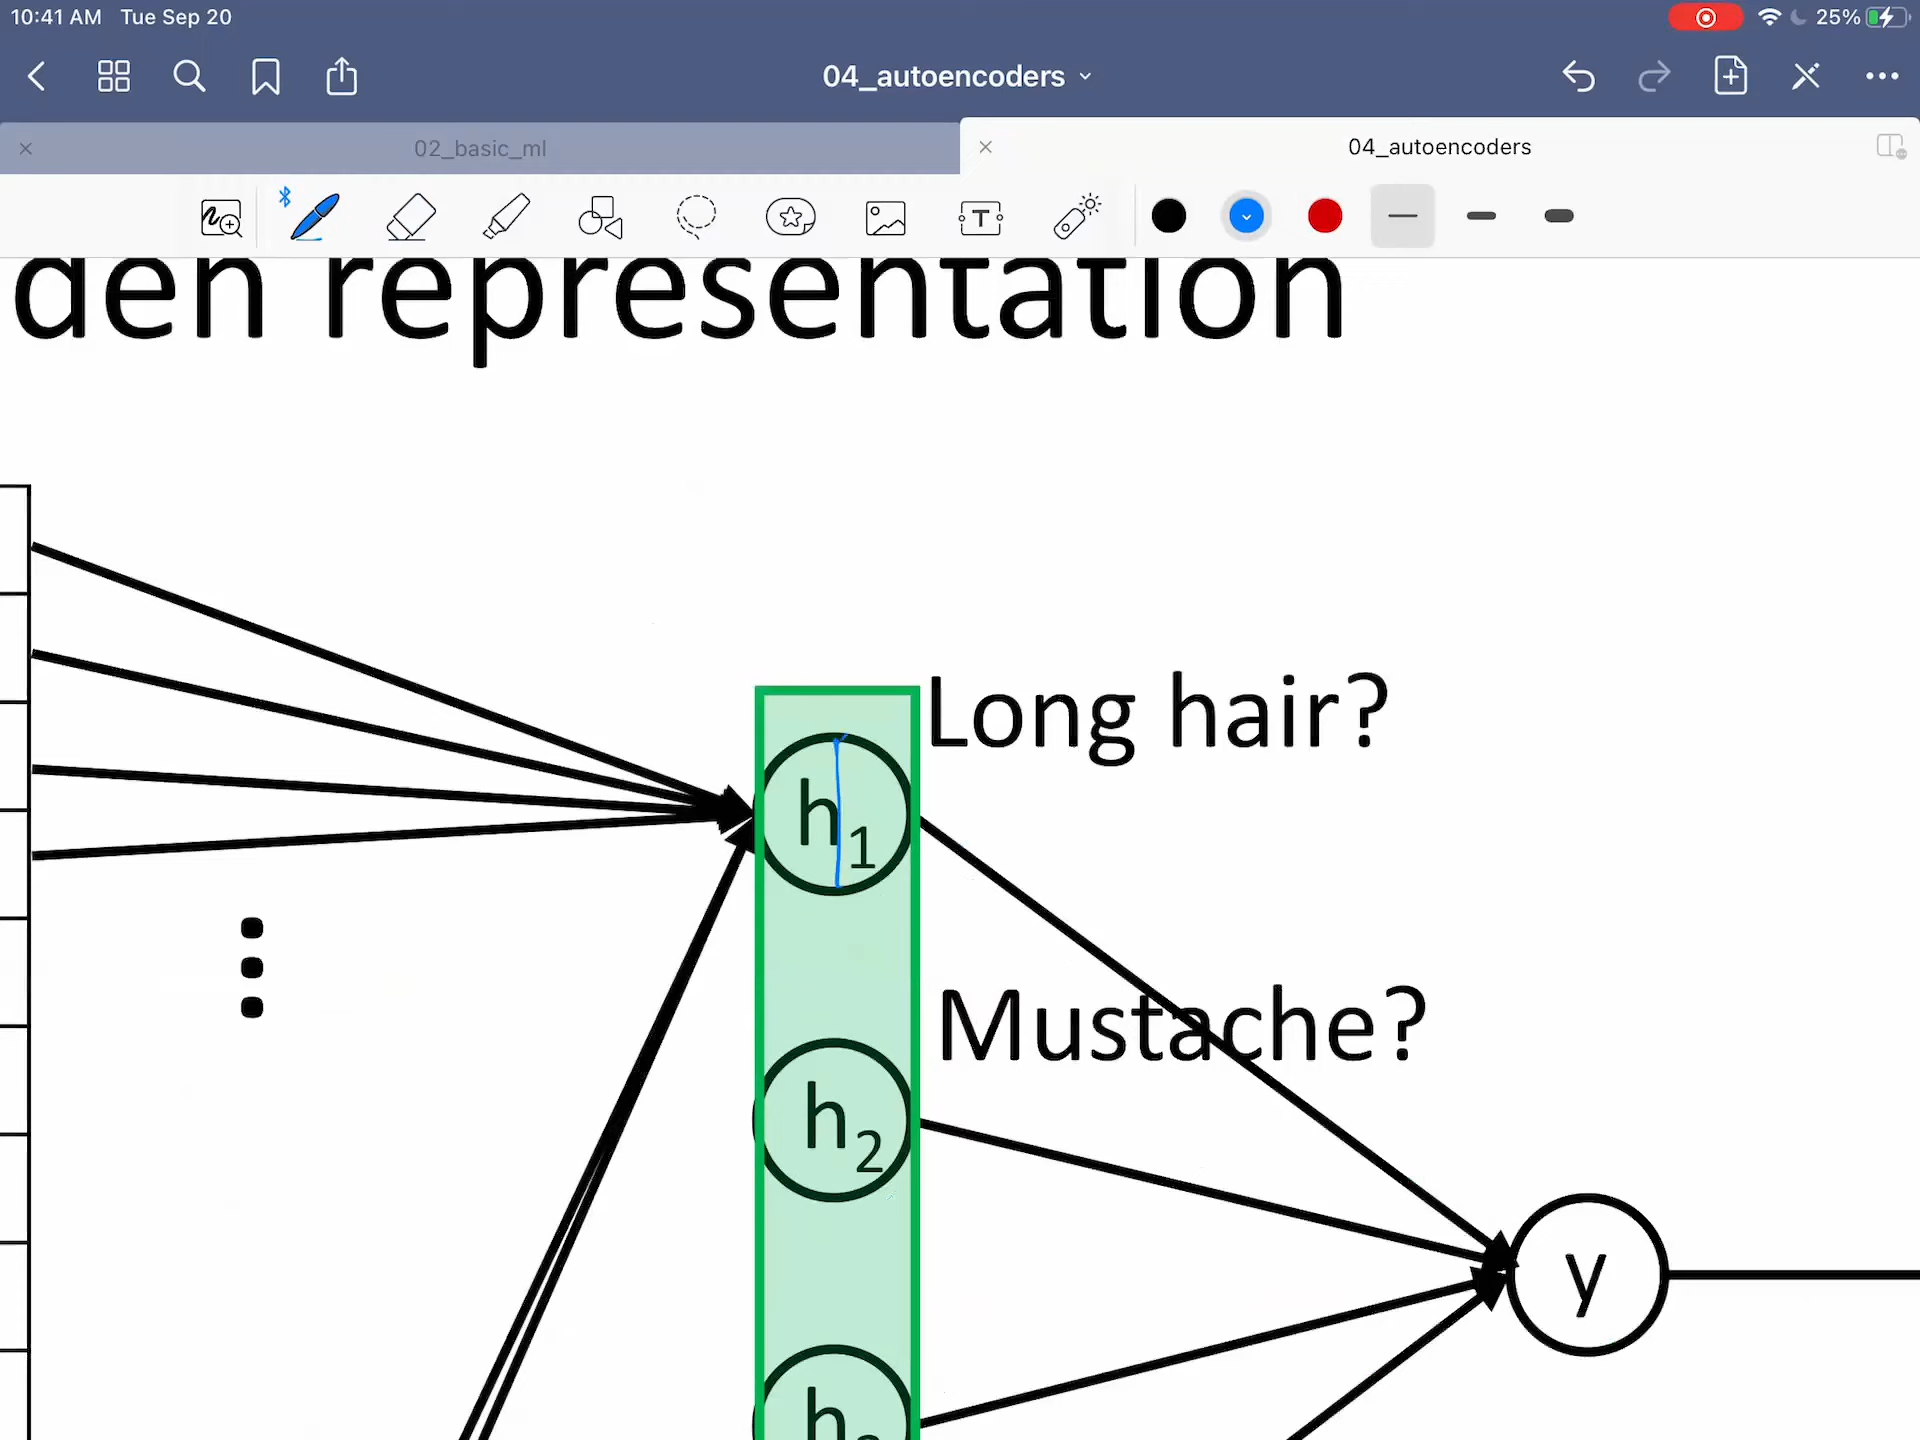 10:41 AM Tue Sep 20
25%
04_autoencoders
02_basic_ml
04_autoencoders
T
den representation
Long hair?
h1
Mustache?
h2
y
h